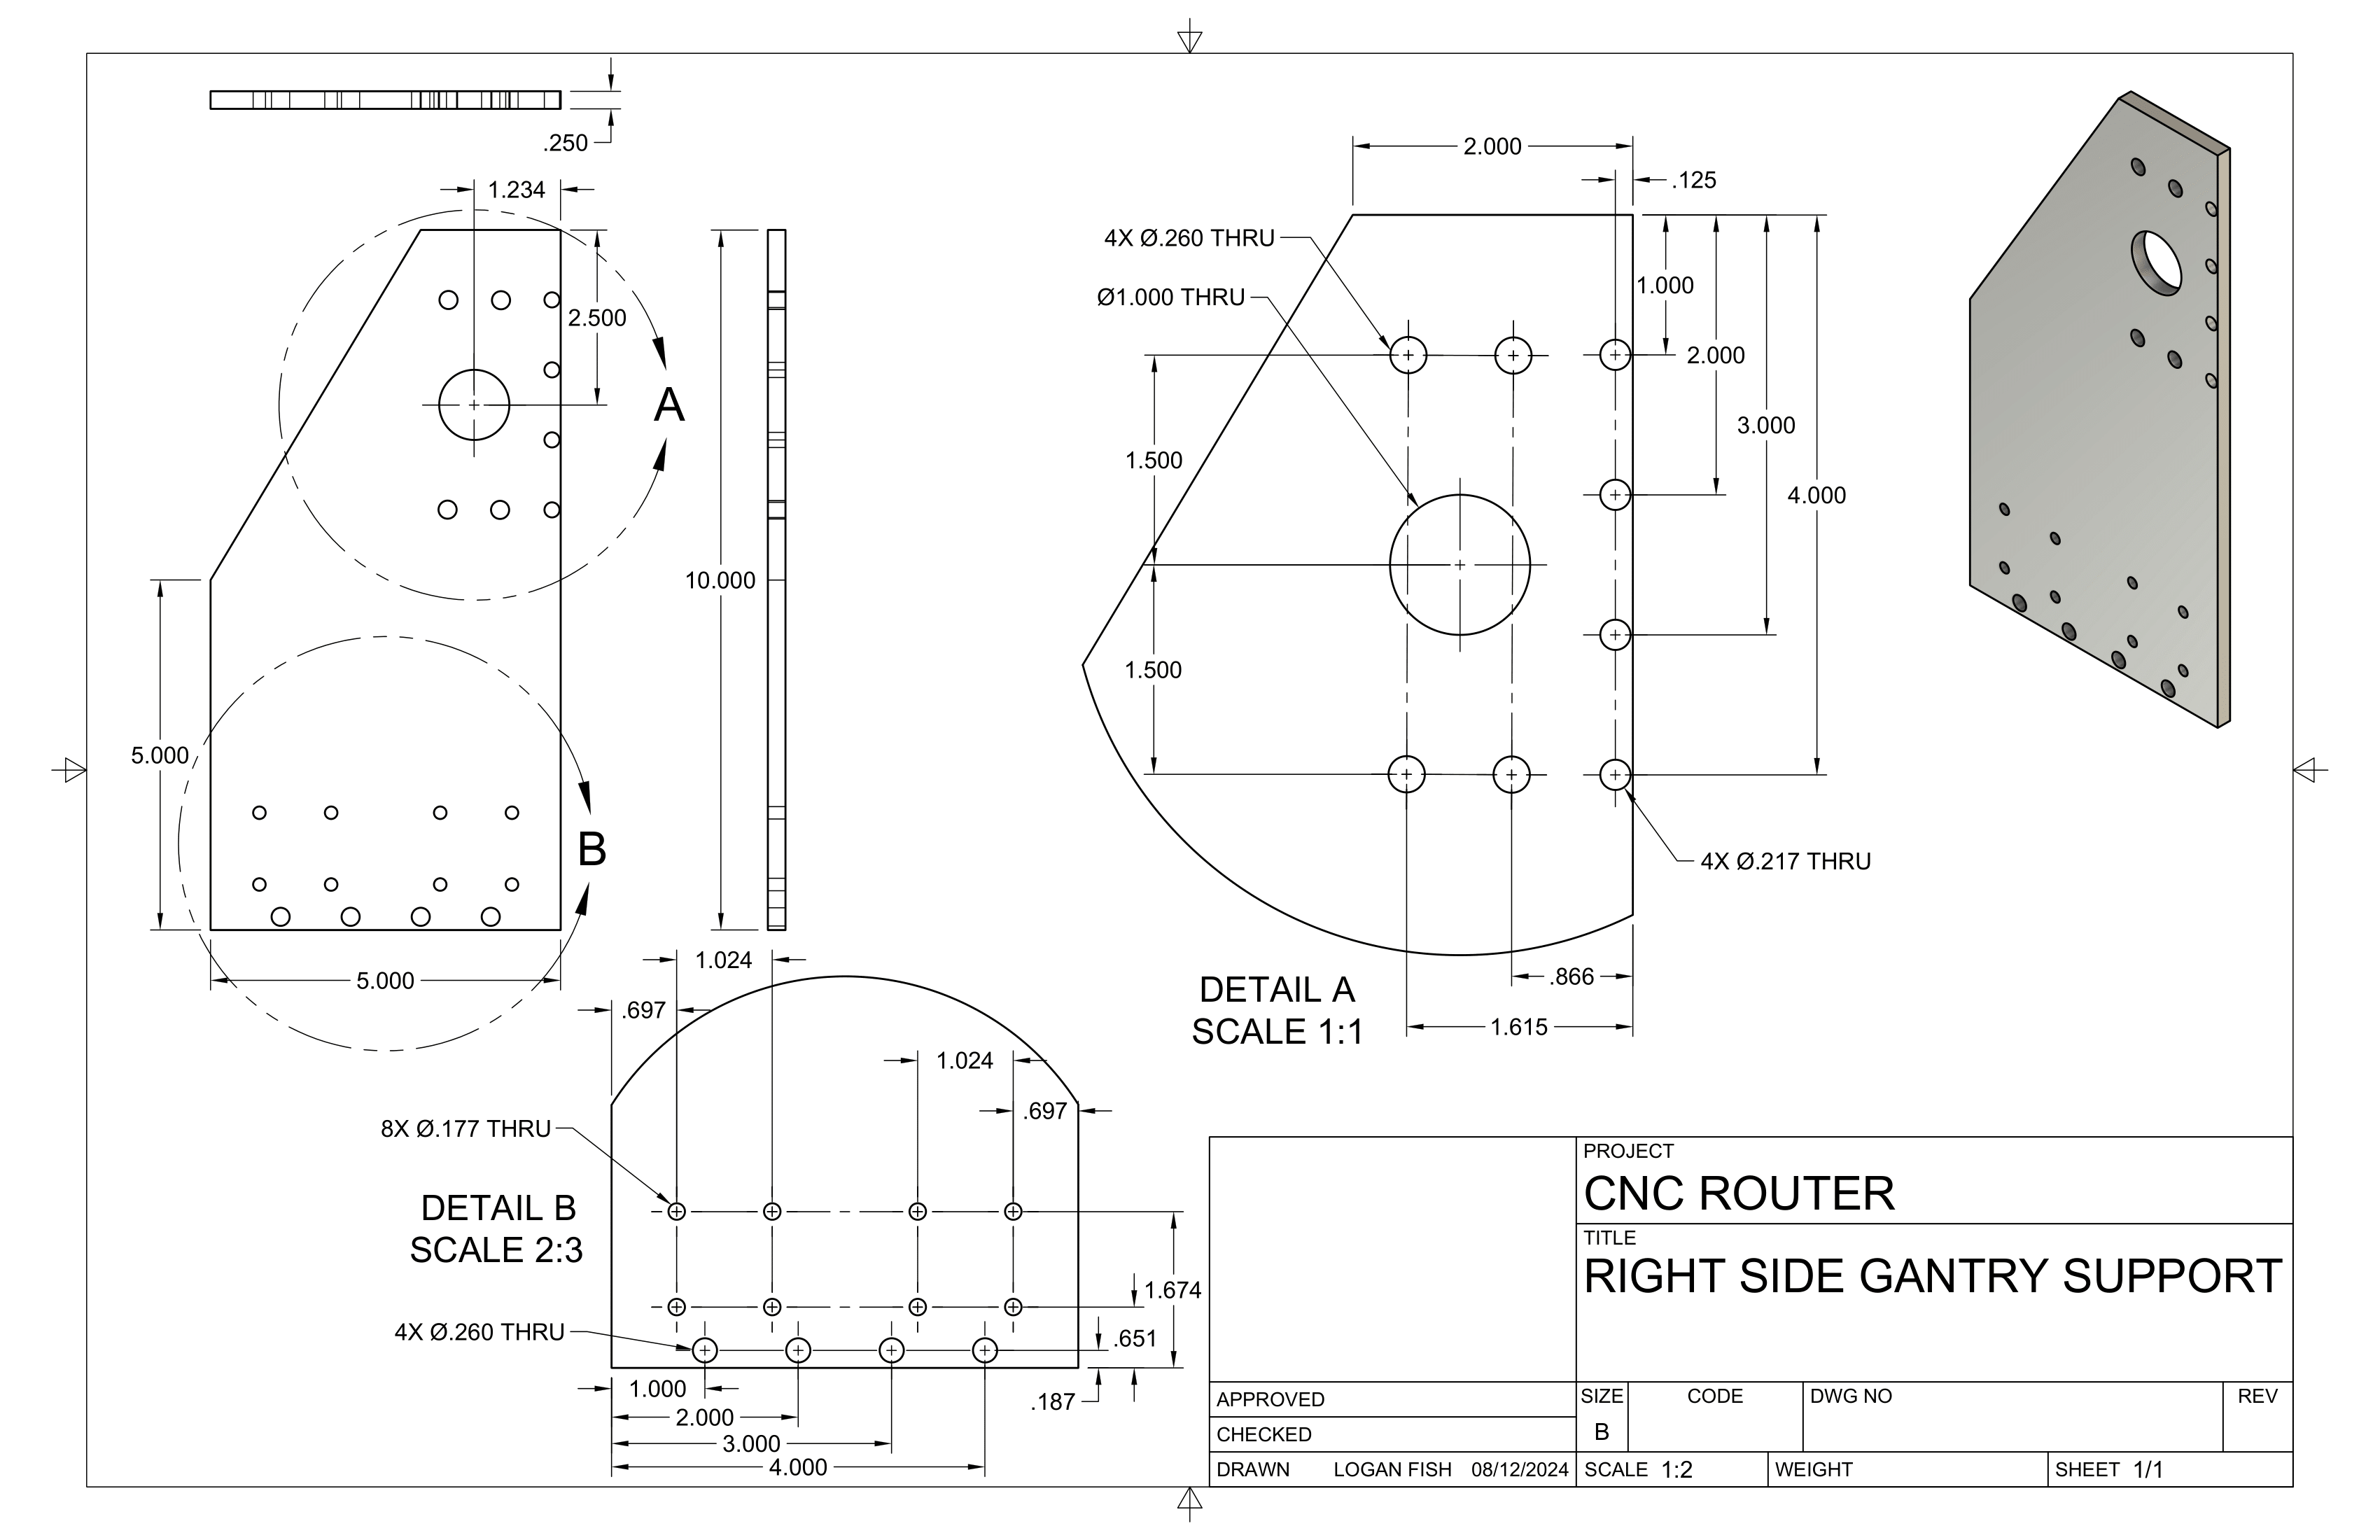 .250
1.234
2.500
A
10.000
5.000
B
5.000
2.000
.125
4X Ø.260 THRU
Ø1.000 THRU
1.000
2.000
3.000
4.000
1.500
1.500
4X Ø.217 THRU
.866
1.615
DETAIL A
SCALE 1:1
1.024
.697
1.024
.697
8X Ø.177 THRU
DETAIL B
SCALE 2:3
4X Ø.260 THRU
1.674
.651
.187
1.000
2.000
3.000
4.000
PROJECT
CNC ROUTER
TITLE
RIGHT SIDE GANTRY SUPPORT
APPROVED
CHECKED
SIZE CODE DWG NO REV
B
DRAWN LOGAN FISH 08/12/2024 SCALE 1:2 WEIGHT SHEET 1/1